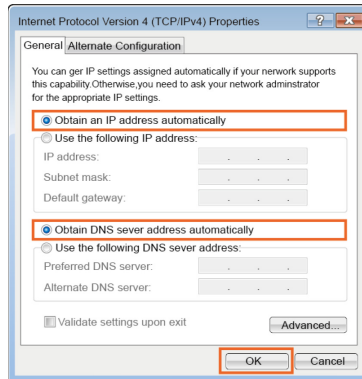 Internet Protocol Version 4 (TCP/IPv4) Properties
General Alternate Configuration
You can ger IP settings assigned automatically if your nerwork supports
this capability.Otherwise,you need to ask your network adminstrator
for the appropriate IP settings.
Obtain an IP address automatically
Use the following IP address:
IP address:
Subnet mask:
Default gateway:
Obtain DNS sever address automatically
Use the following DNS sever address:
Preferred DNS server:
Alternate DNS server:
Validate settings upon exit
Advanced...
OK Cancel